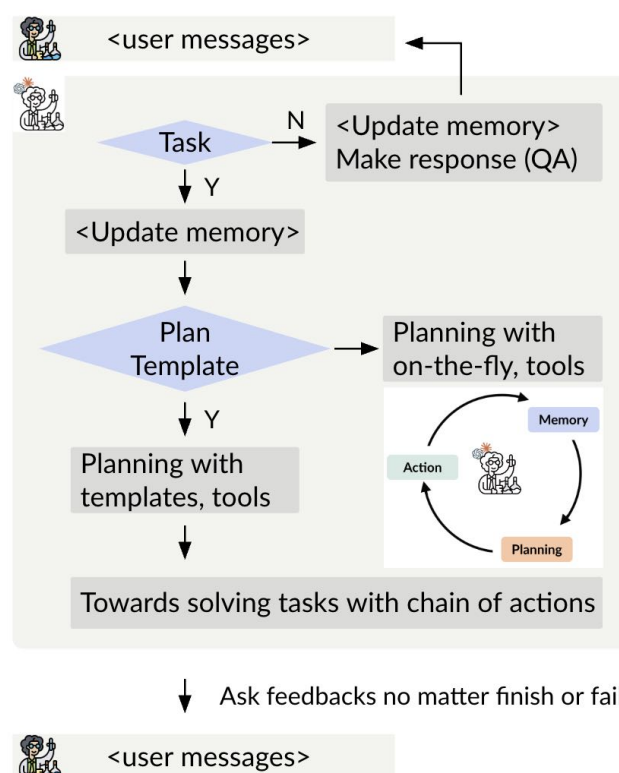 <user messages>
Task
N
<Update memory>
Make response (QA)
Y
<Update memory>
Plan
Template
Planning with
on-the-fly, tools
Y
Planning with
templates, tools
Memory
Action
Planning
Towards solving tasks with chain of actions
Ask feedbacks no matter finish or fai
<user messages>